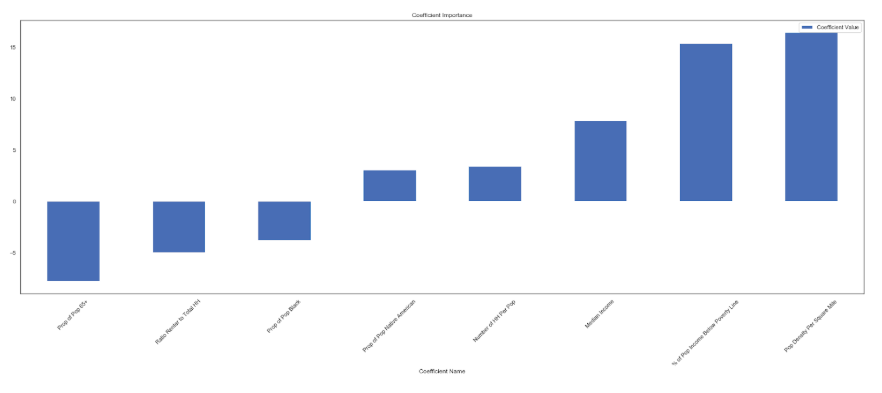 Coefficient Importance
Coefficient Value
15
10
5
0
−5
Prop of Pop 65+
Ratio Renter to Total HH
Prop of Pop Black
Prop of Pop Native American
Number of HH Per Pop
Median Income
% of Pop Income Below Poverty Line
Pop Density Per Square Mile
Coefficient Name